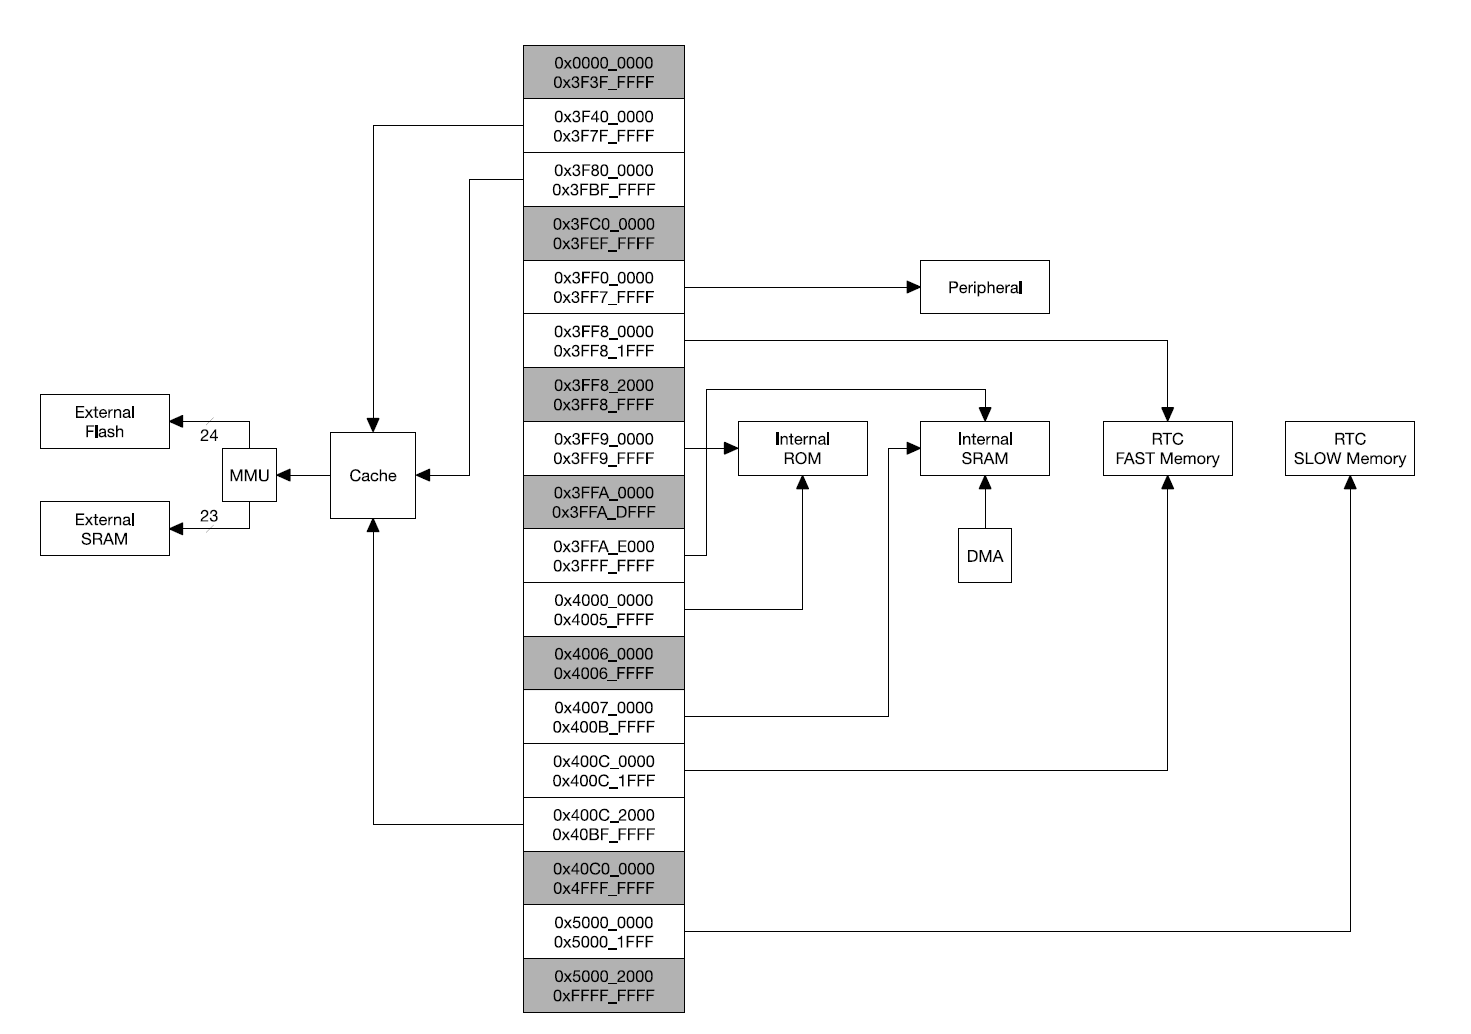 0x0000_0000
0x3F3F_FFFF
0x3F40_0000
0x3F7F_FFFF
0x3F80_0000
0x3FBF_FFFF
0x3FC0_0000
0x3FEF_FFFF
0x3FF0_0000
0x3FF7_FFFF
Peripheral
0x3FF8_0000
0x3FF8_1FFF
0x3FF8_2000
0x3FF8_FFFF
External
Flash
24
0x3FF9_0000
0x3FF9_FFFF
Internal
ROM
Internal
SRAM
RTC
FAST Memory
RTC
SLOW Memory
MMU
Cache
0x3FFA_0000
0x3FFA_DFFF
External
SRAM
23
0x3FFA_E000
0x3FFF_FFFF
DMA
0x4000_0000
0x4005_FFFF
0x4006_0000
0x4006_FFFF
0x4007_0000
0x400B_FFFF
0x400C_0000
0x400C_1FFF
0x400C_2000
0x40BF_FFFF
0x40C0_0000
0x4FFF_FFFF
0x5000_0000
0x5000_1FFF
0x5000_2000
0xFFFF_FFFF